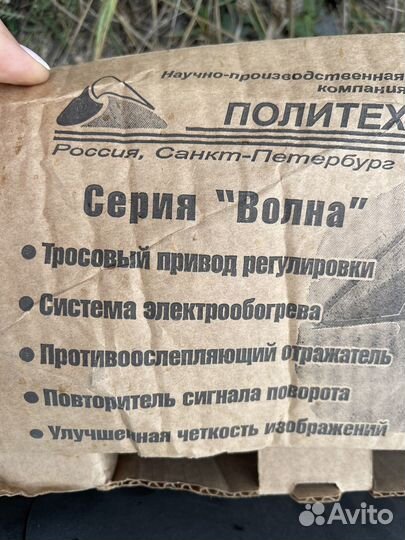 Научно-производственная
компания
ПОЛИТЕХ
Россия, Санкт-Петербург
Серия "Волна"
• Тросовый привод регулировки
• Система электрообогрева
• Противоослепляющий отражатель
• Повторитель сигнала поворота
• Улучшенная четкость изображений
Avito